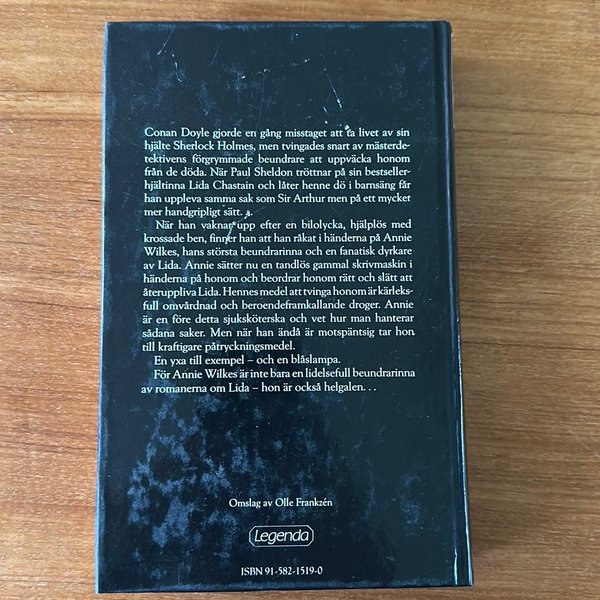 Conan Doyle gjorde en gång misstaget att ta livet av sin
hjälte Sherlock Holmes, men tvingades snart av mästerde-
tektivens förgrymmade beundrare att uppväcka honom
från de döda. När Paul Sheldon tröttnar på sin bestseller-
hjältinna Lida Chastain och låter henne dö i barnsäng får
han uppleva samma sak som Sir Arthur men på ett mycket
mer handgripligt sätt.
När han vaknar upp efter en bilolycka, hjälplös med
krossade ben, finner han att han råkat i händerna på Annie
Wilkes, hans största beundrarinna och en fanatisk dyrkare
av Lida. Annie sätter nu en tandlös gammal skrivmaskin i
händerna på honom och beordrar honom rätt och slätt att
återuppliva Lida. Hennes medel att tvinga honom är kärleks-
full omvårdnad och beroendeframkallande droger. Annie
är en före detta sjuksköterska och vet hur man hanterar
sådana saker. Men när han ändå är motspänstig tar hon
till kraftigare påtryckningsmedel.
En yxa till exempel – och en blåslampa.
För Annie Wilkes är inte bara en lidelsefull beundrarinna
av romanerna om Lida – hon är också helgalen. . .
Omslag av Olle Frankzén
Legenda
ISBN 91-582-1519-0